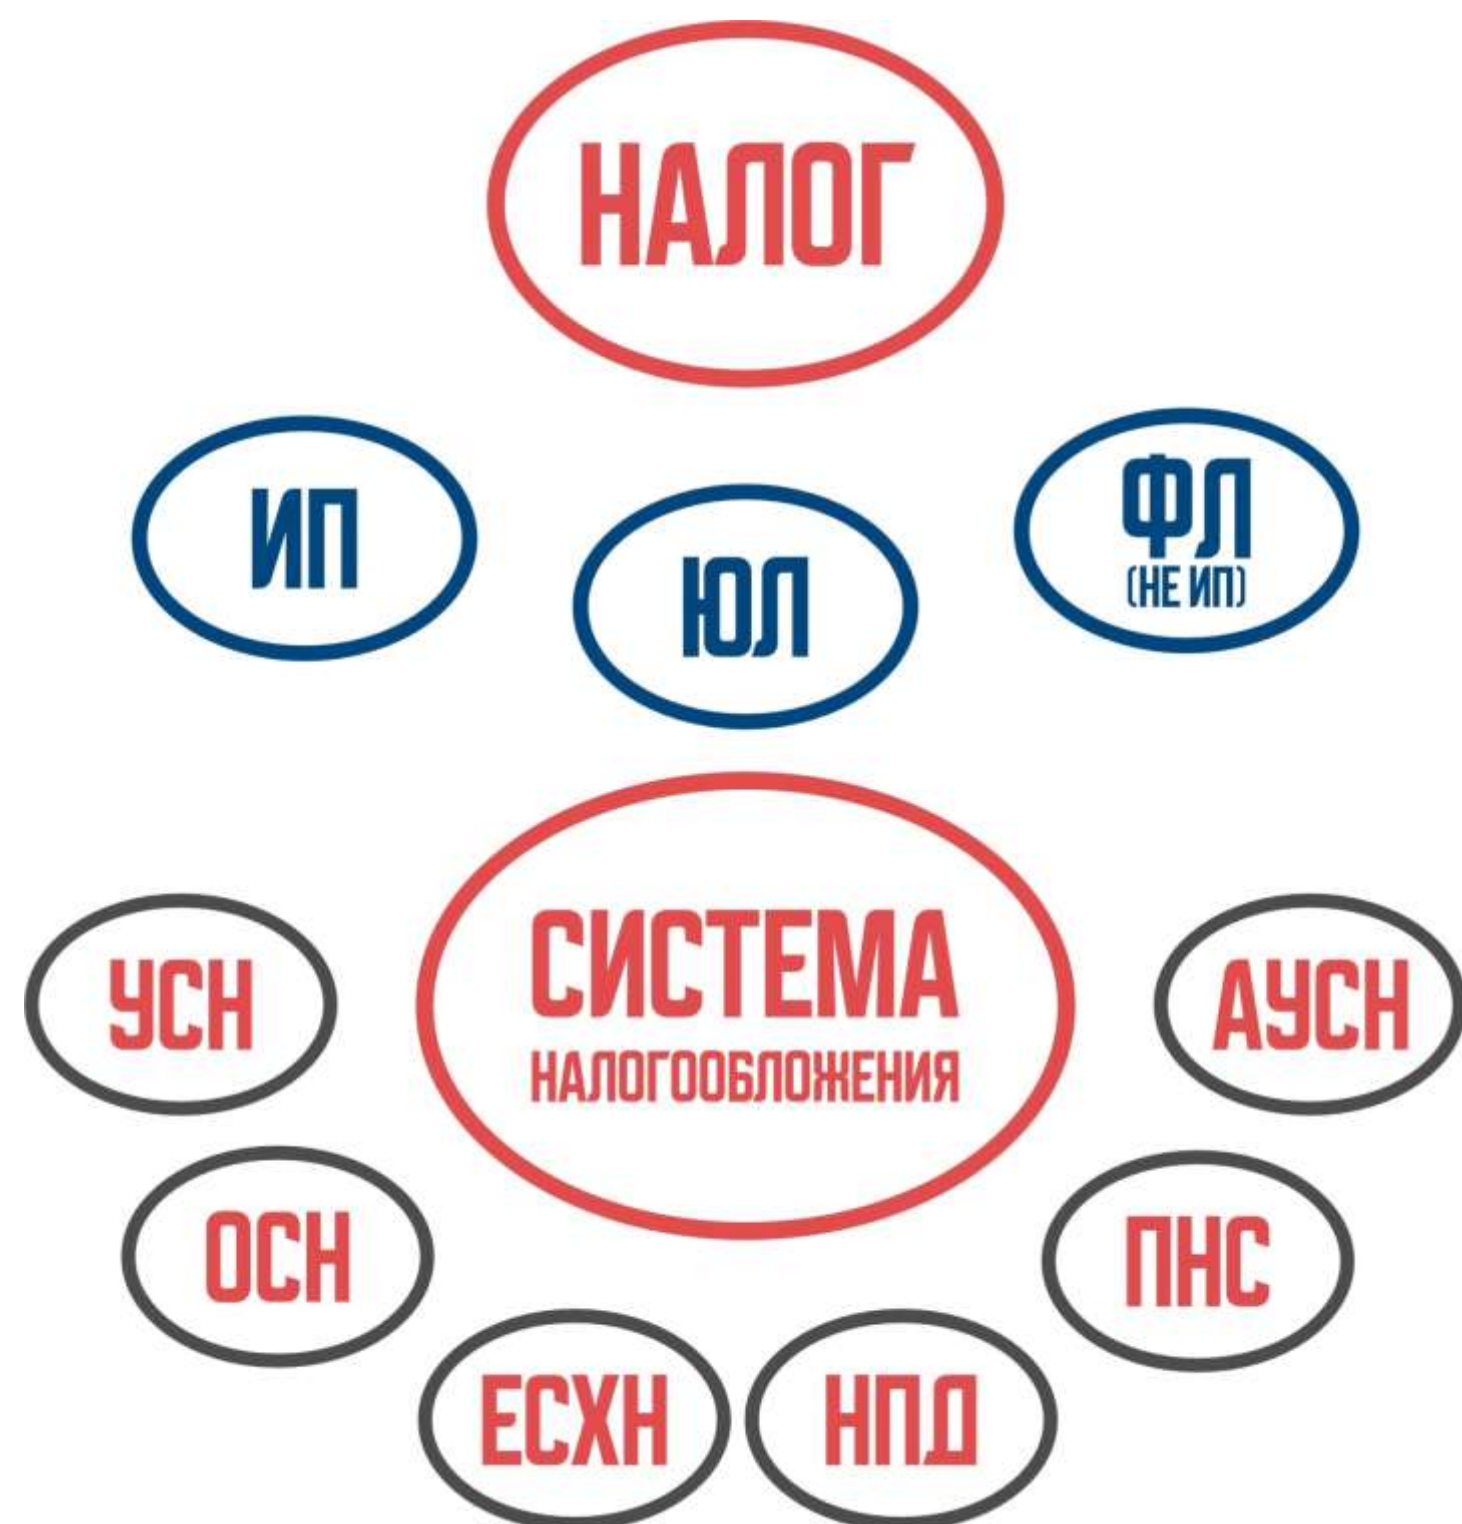 НАЛОГ
ИП
ЮЛ
ФЛ
(НЕ ИП)
СИСТЕМА
НАЛОГООБЛОЖЕНИЯ
УСН
АУСН
ОСН
ПНС
ЕСХН
НПД